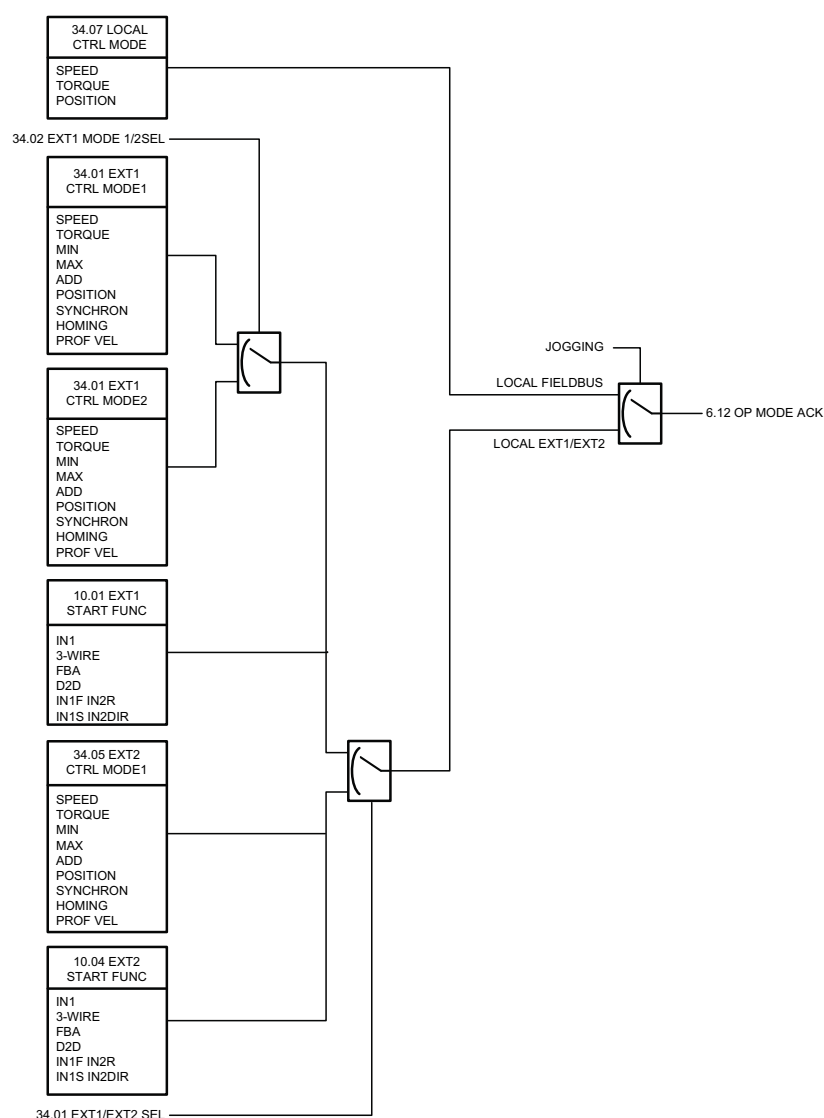 34.07 LOCAL
CTRL MODE
SPEED
TORQUE
POSITION
34.02 EXT1 MODE 1/2SEL
34.01 EXT1
CTRL MODE1
SPEED
TORQUE
MIN
MAX
ADD
POSITION
SYNCHRON
HOMING
PROF VEL
34.01 EXT1
CTRL MODE2
SPEED
TORQUE
MIN
MAX
ADD
POSITION
SYNCHRON
HOMING
PROF VEL
10.01 EXT1
START FUNC
IN1
3-WIRE
FBA
D2D
IN1F IN2R
IN1S IN2DIR
34.05 EXT2
CTRL MODE1
SPEED
TORQUE
MIN
MAX
ADD
POSITION
SYNCHRON
HOMING
PROF VEL
10.04 EXT2
START FUNC
IN1
3-WIRE
FBA
D2D
IN1F IN2R
IN1S IN2DIR
34.01 EXT1/EXT2 SEL
JOGGING
LOCAL FIELDBUS
LOCAL EXT1/EXT2
6.12 OP MODE ACK